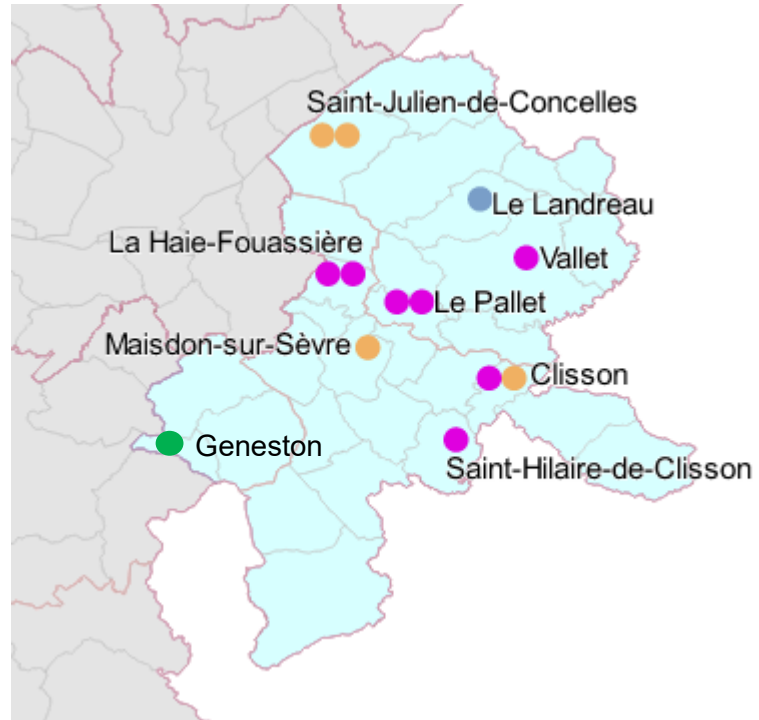 Saint-Julien-de-Concelles
Le Landreau
La Haie-Fouassière
Vallet
Le Pallet
Maisdon-sur-Sèvre
Clisson
Geneston
Saint-Hilaire-de-Clisson